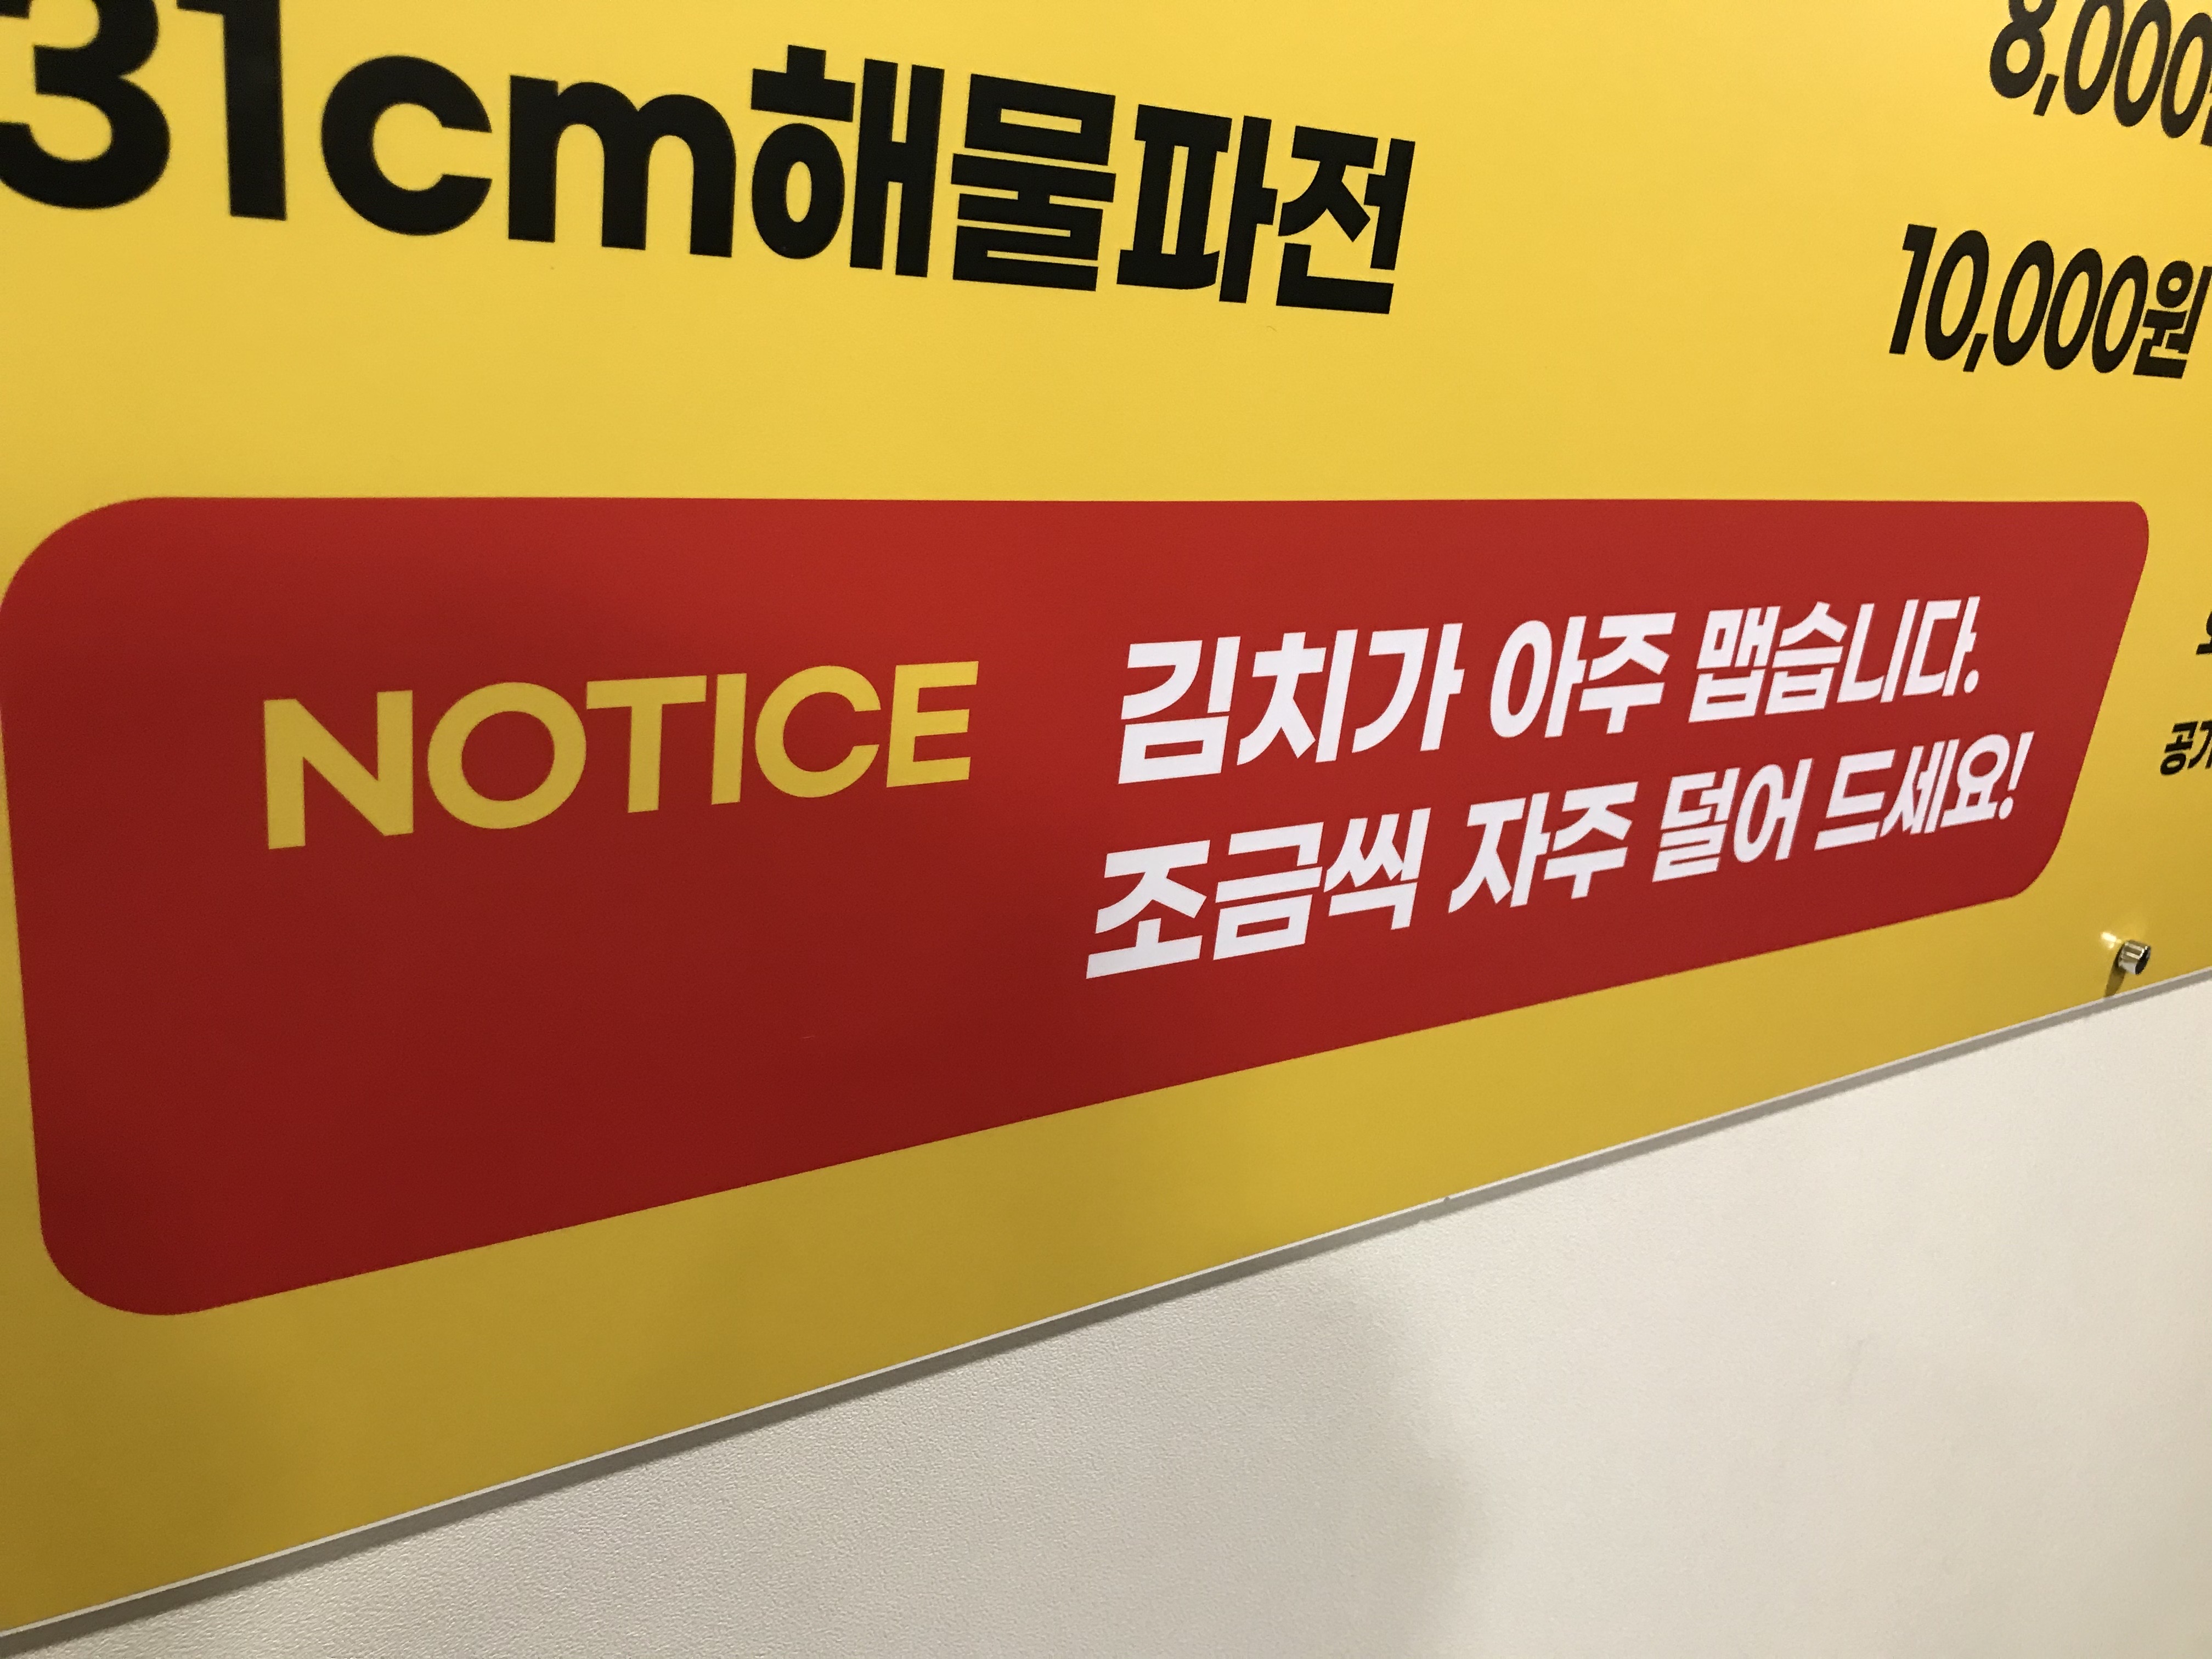 8,000
31cm해물파전
10,000원
NOTICE
김치가 아주 맵습니다.
조금씩 자주 덜어 드세요!